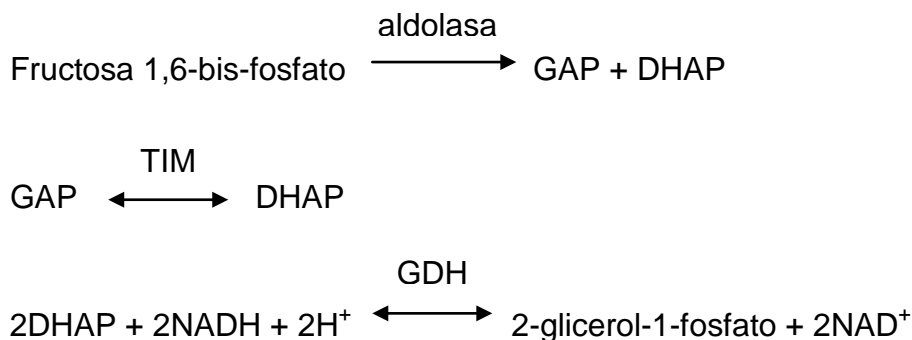 aldolasa
Fructosa 1,6-bis-fosfato → GAP + DHAP
TIM
GAP ↔ DHAP
GDH
2DHAP + 2NADH + 2H⁺ ↔ 2-glicerol-1-fosfato + 2NAD⁺